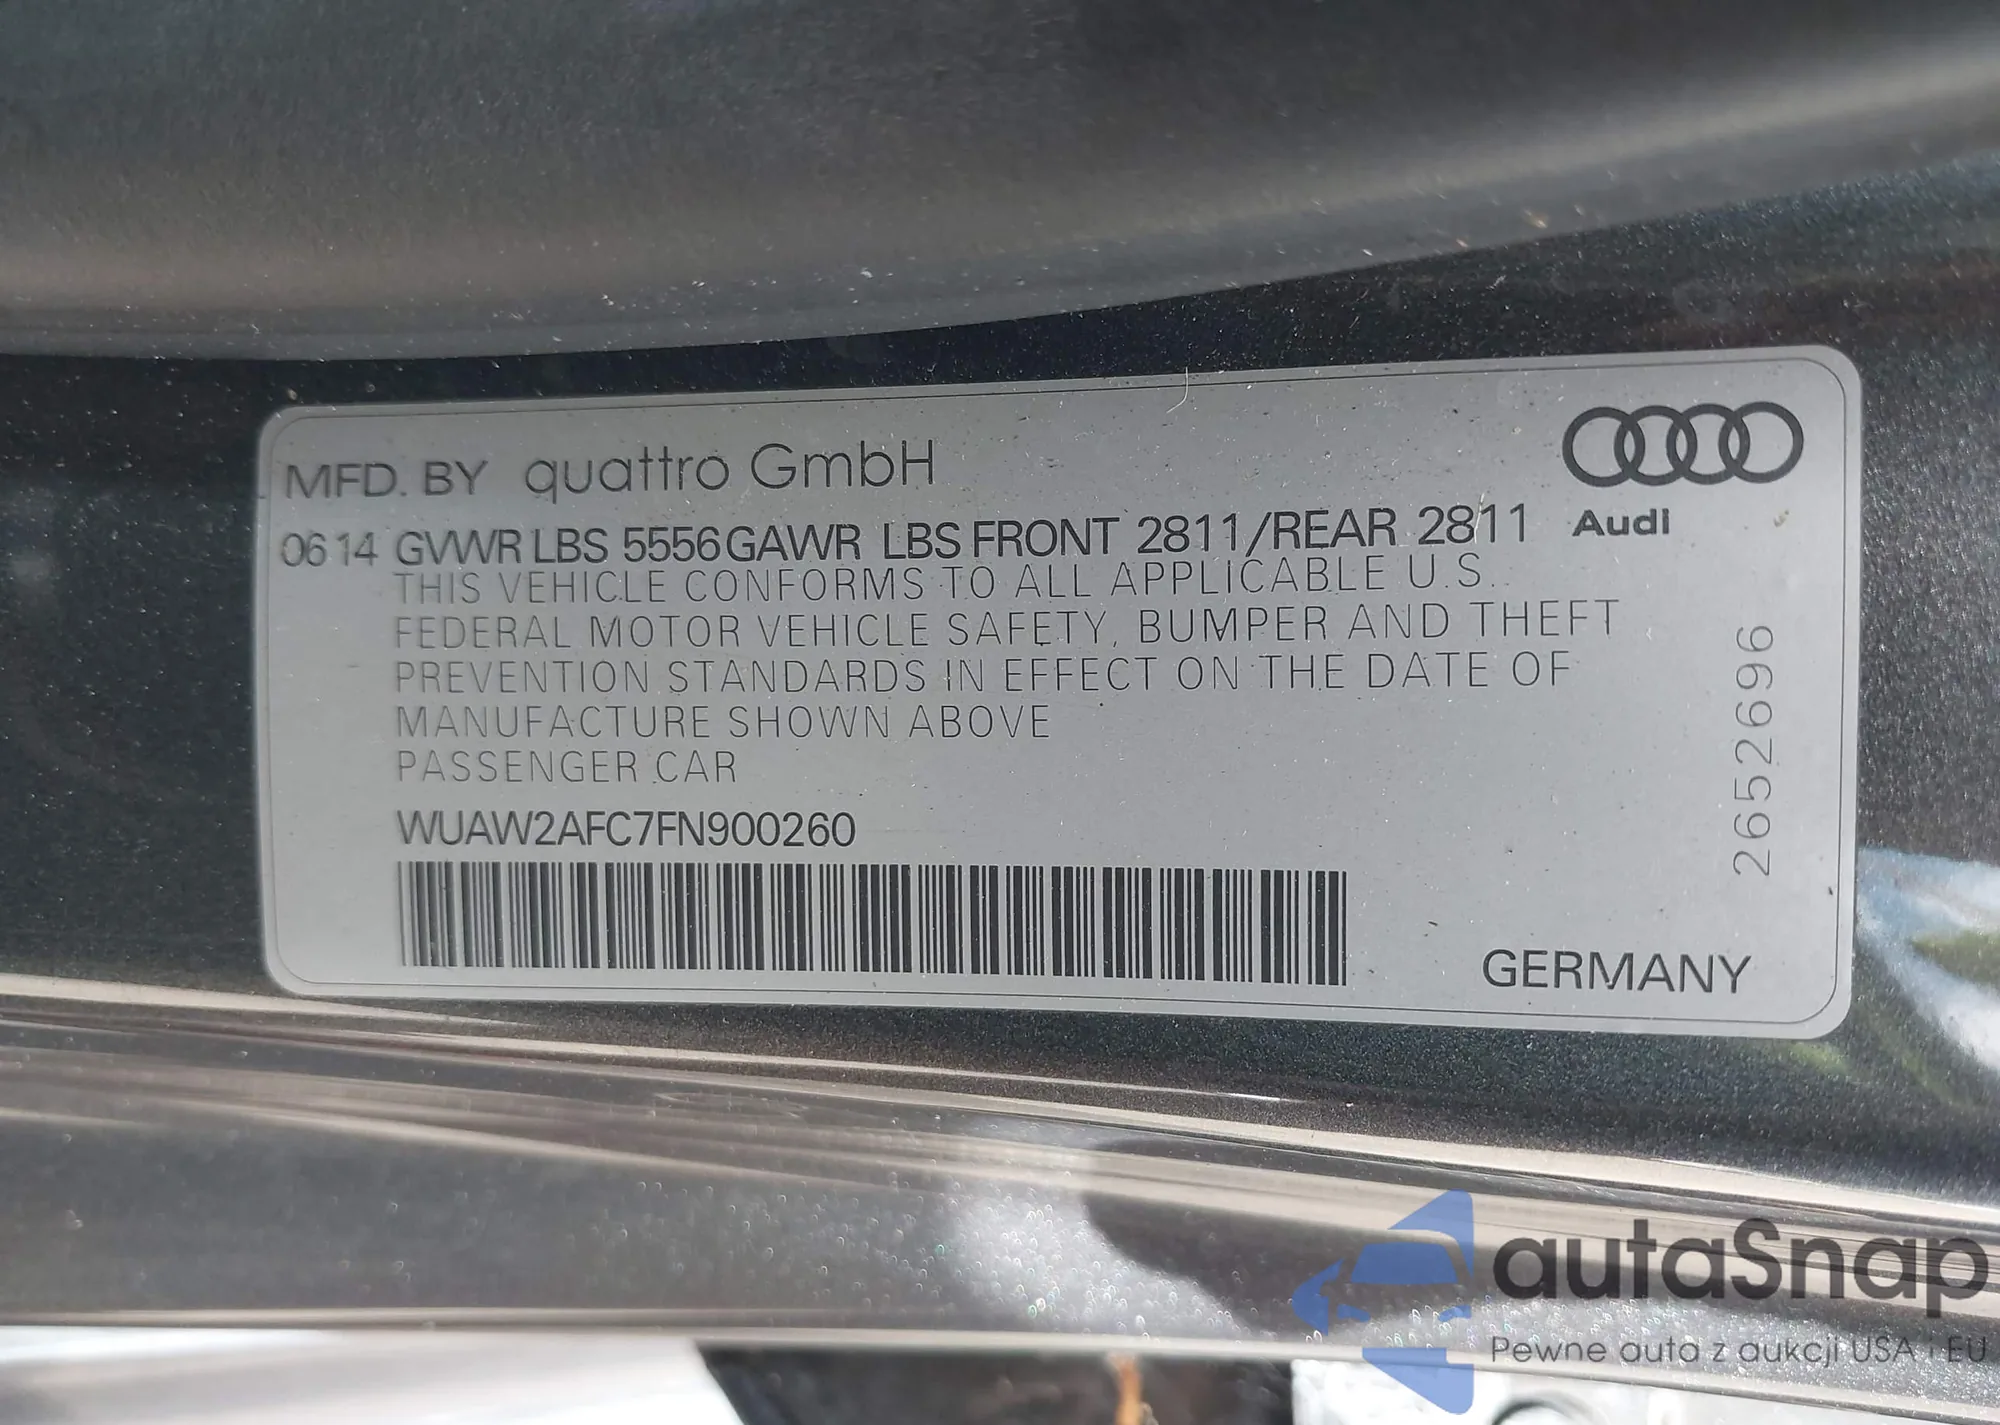 MFD. BY quattro GmbH
0614 GVWR LBS 5556 GAWR LBS FRONT 2811/REAR 2811
Audi
THIS VEHICLE CONFORMS TO ALL APPLICABLE U.S.
FEDERAL MOTOR VEHICLE SAFETY, BUMPER AND THEFT
PREVENTION STANDARDS IN EFFECT ON THE DATE OF
MANUFACTURE SHOWN ABOVE
PASSENGER CAR
WUAW2AFC7FN900260
2652696
GERMANY
autaSnap
Pewne auta z aukcji USA i EU